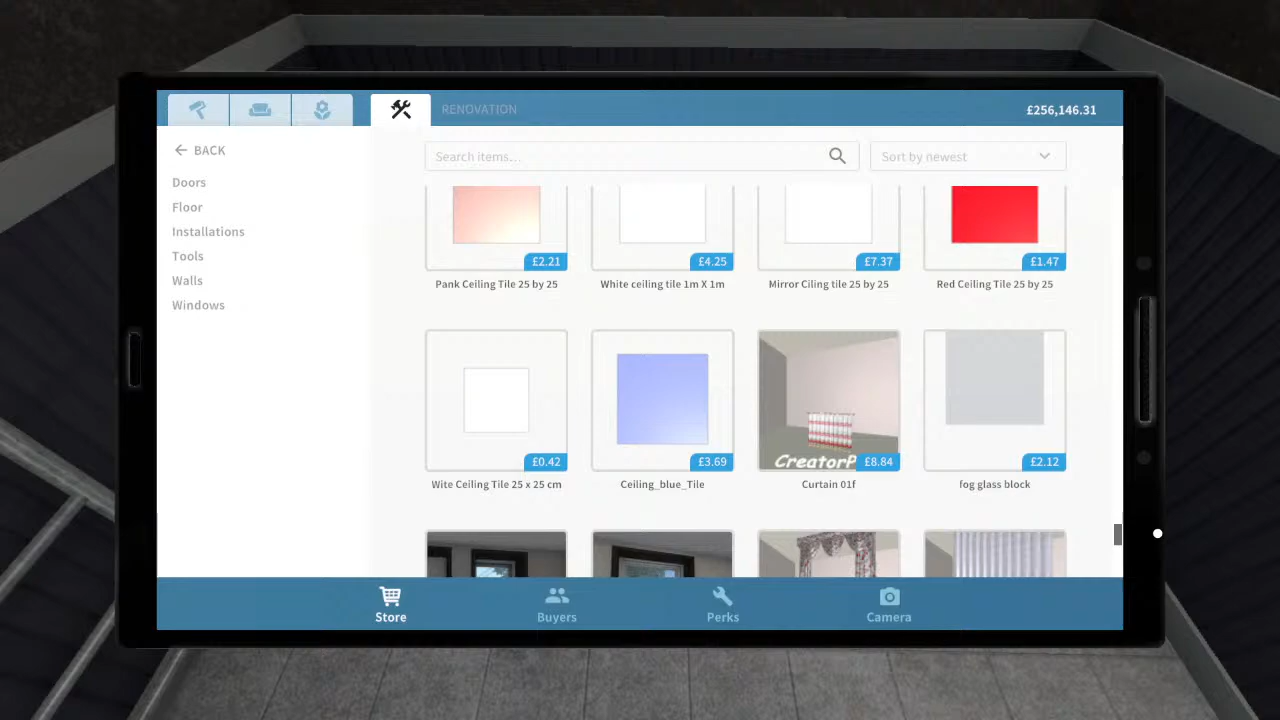 RENOVATION
£256,146.31
BACK
Search items...
Sort by newest
Doors
Floor
Installations
Tools
Walls
Windows
£2.21
£4.25
£7.37
£1.47
Pank Ceiling Tile 25 by 25
White ceiling tile 1m X 1m
Mirror Ciling tile 25 by 25
Red Ceiling Tile 25 by 25
CreatorP
£0.42
£3.69
£8.84
£2.12
Wite Ceiling Tile 25 x 25 cm
Ceiling_blue_Tile
Curtain 01f
fog glass block
Store
Buyers
Perks
Camera